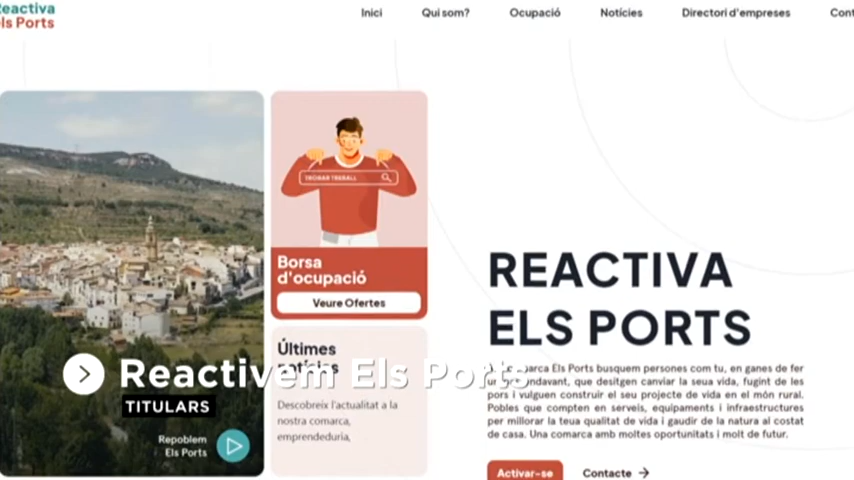 Reactiva
Els Ports
Inici
Qui som?
Ocupació
Notícies
Directori d'empreses
TROBAR TREBALL
Borsa
d'ocupació
Veure Ofertes
Últimes
notícies
Descobreix l'actualitat a la
nostra comarca,
emprendeduria,
REACTIVA
ELS PORTS
comarca Els Ports busquem persones com tu, en ganes de fer
endavant, que desitgen canviar la seua vida, fugint de les
pors i vulguen construir el seu projecte de vida en el món rural.
Pobles que compten en serveis, equipaments i infraestructures
per millorar la teua qualitat de vida i gaudir de la natura al costat
de casa. Una comarca amb moltes oportunitats i molt de futur.
Activar-se
Contacte
Reactivem Els Ports
TITULARS
Repoblem
Els Ports